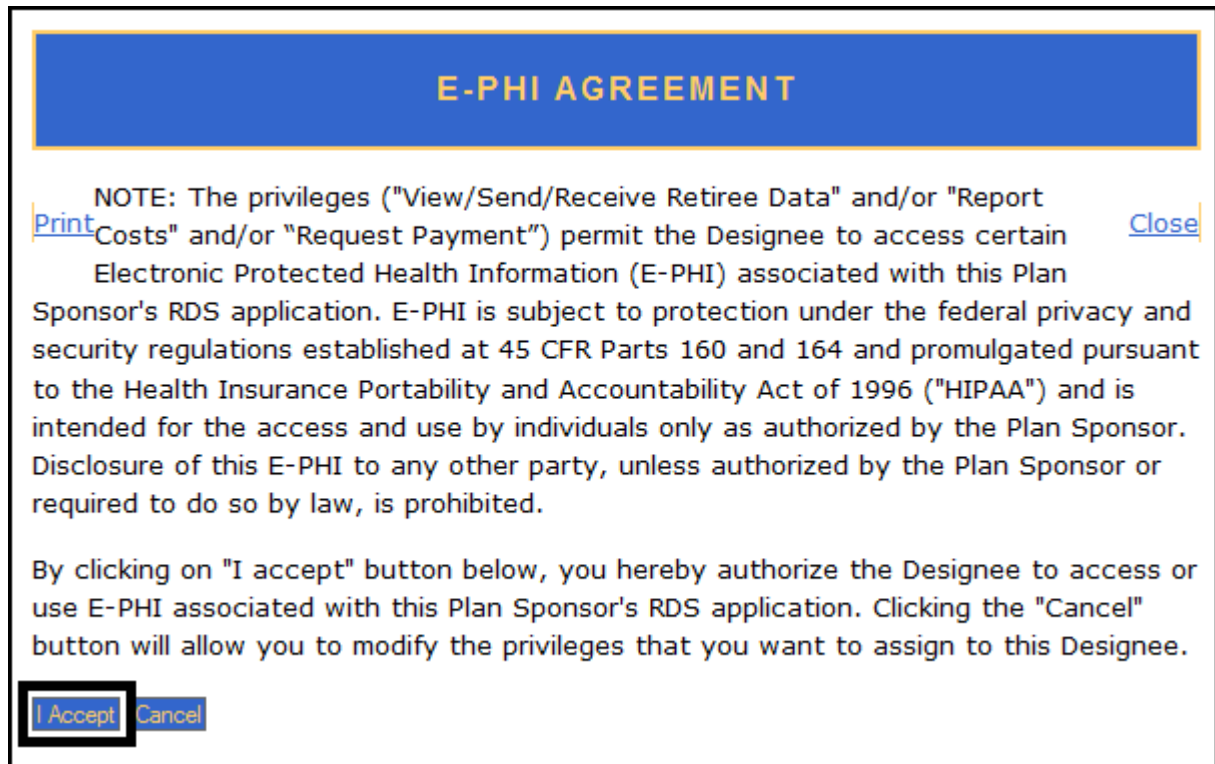 E-PHI AGREEMENT
NOTE: The privileges ("View/Send/Receive Retiree Data" and/or "Report
Print
Costs" and/or “Request Payment”) permit the Designee to access certain
Close
Electronic Protected Health Information (E-PHI) associated with this Plan
Sponsor's RDS application. E-PHI is subject to protection under the federal privacy and
security regulations established at 45 CFR Parts 160 and 164 and promulgated pursuant
to the Health Insurance Portability and Accountability Act of 1996 ("HIPAA") and is
intended for the access and use by individuals only as authorized by the Plan Sponsor.
Disclosure of this E-PHI to any other party, unless authorized by the Plan Sponsor or
required to do so by law, is prohibited.
By clicking on "I accept" button below, you hereby authorize the Designee to access or
use E-PHI associated with this Plan Sponsor's RDS application. Clicking the "Cancel"
button will allow you to modify the privileges that you want to assign to this Designee.
I Accept Cancel